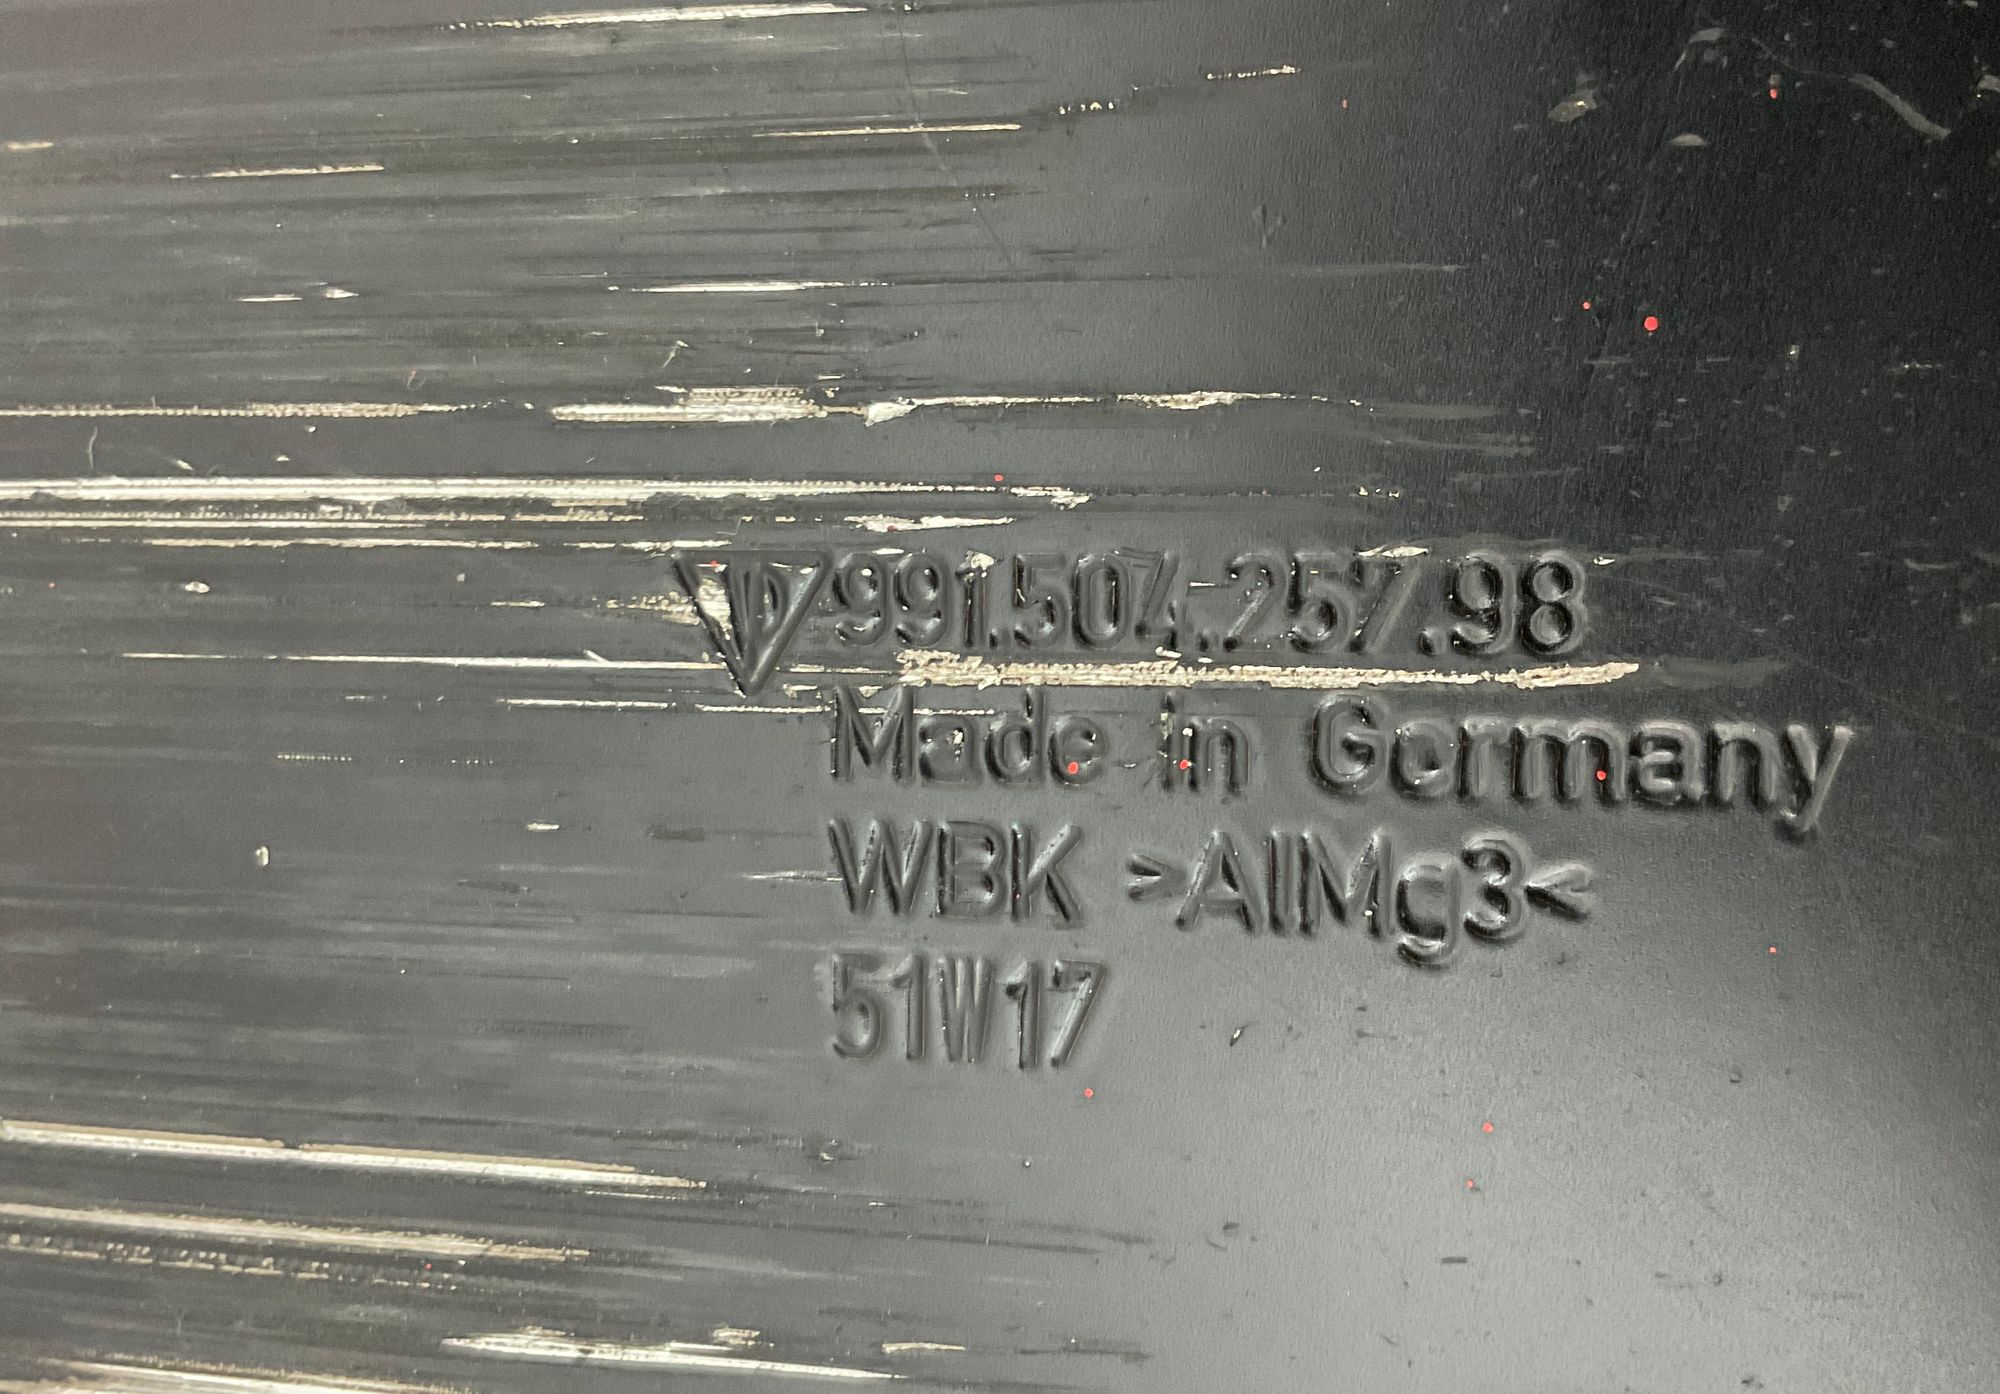 991.504.257.98
Made in Germany
WBK >AlMg3<
51W17